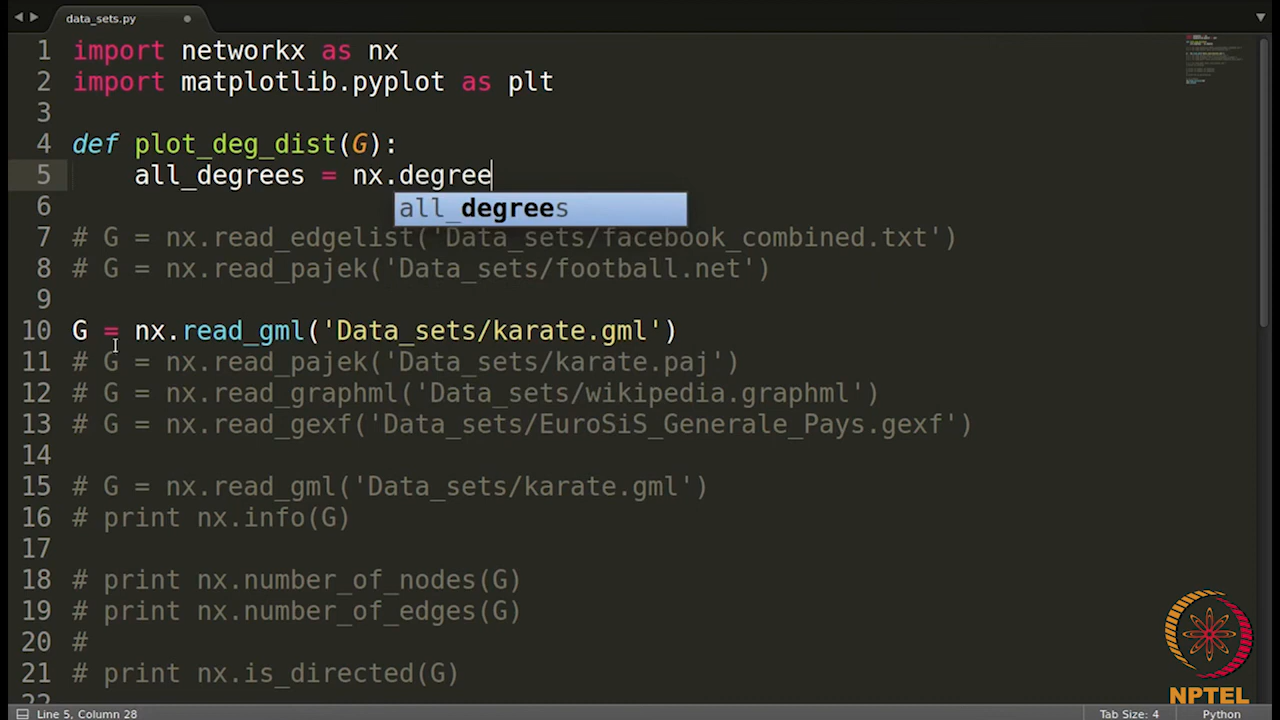 data_sets.py
1 import networkx as nx
2 import matplotlib.pyplot as plt
3
4 def plot_deg_dist(G):
5 all_degrees = nx.degree
all_degrees
6
7 # G = nx.read_edgelist('Data_sets/facebook_combined.txt')
8 # G = nx.read_pajek('Data_sets/football.net')
9
10 G = nx.read_gml('Data_sets/karate.gml')
11 # G = nx.read_pajek('Data_sets/karate.paj')
12 # G = nx.read_graphml('Data_sets/wikipedia.graphml')
13 # G = nx.read_gexf('Data_sets/EuroSiS_Generale_Pays.gexf')
14
15 # G = nx.read_gml('Data_sets/karate.gml')
16 # print nx.info(G)
17
18 # print nx.number_of_nodes(G)
19 # print nx.number_of_edges(G)
20 #
21 # print nx.is_directed(G)
22
NPTEL
Line 5, Column 28
Tab Size: 4
Python